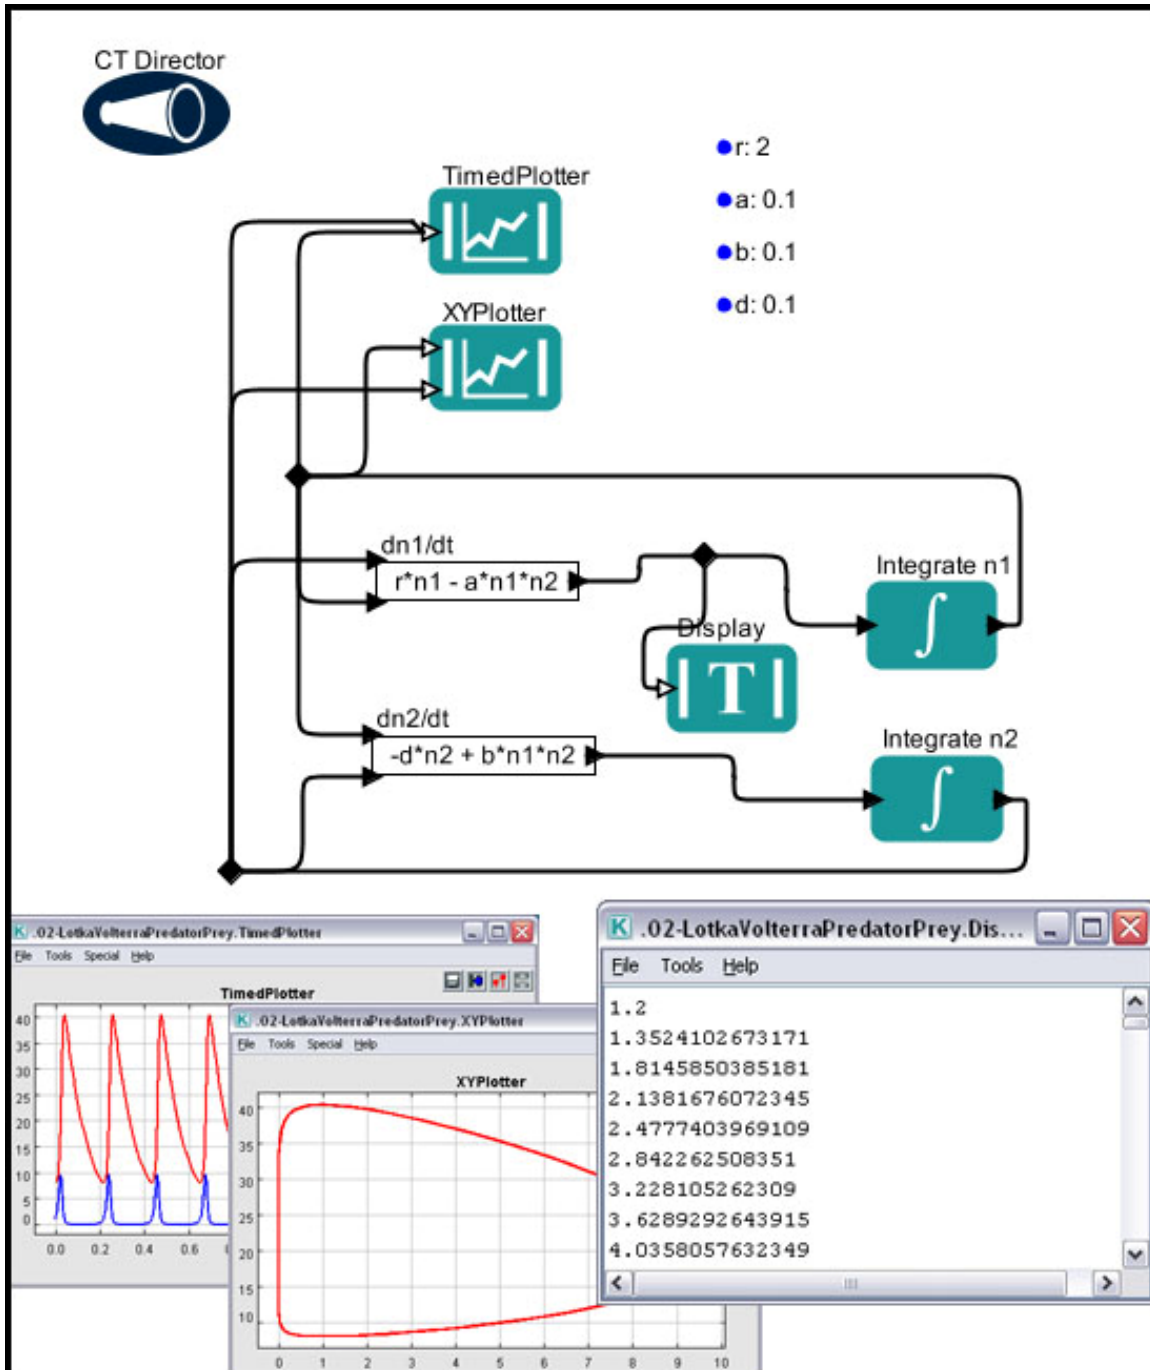 CT Director
r: 2
TimedPlotter
a: 0.1
b: 0.1
XYPlotter
d: 0.1
dn1/dt
r*n1 - a*n1*n2
Integrate n1
∫
Display
T
dn2/dt
-d*n2 + b*n1*n2
Integrate n2
∫
K .02-LotkaVolterraPredatorPrey.TimedPlotter
File Tools Special Help
TimedPlotter
40
35
30
25
20
15
10
5
0
0.0 0.2 0.4 0.6
K .02-LotkaVolterraPredatorPrey.XYPlotter
File Tools Special Help
XYPlotter
40
35
30
25
20
15
10
0 1 2 3 4 5 6 7 8 9 10
K .02-LotkaVolterraPredatorPrey.Dis...
File Tools Help
1.2
1.3524102673171
1.8145850385181
2.1381676072345
2.4777403969109
2.842262508351
3.228105262309
3.6289292643915
4.0358057632349